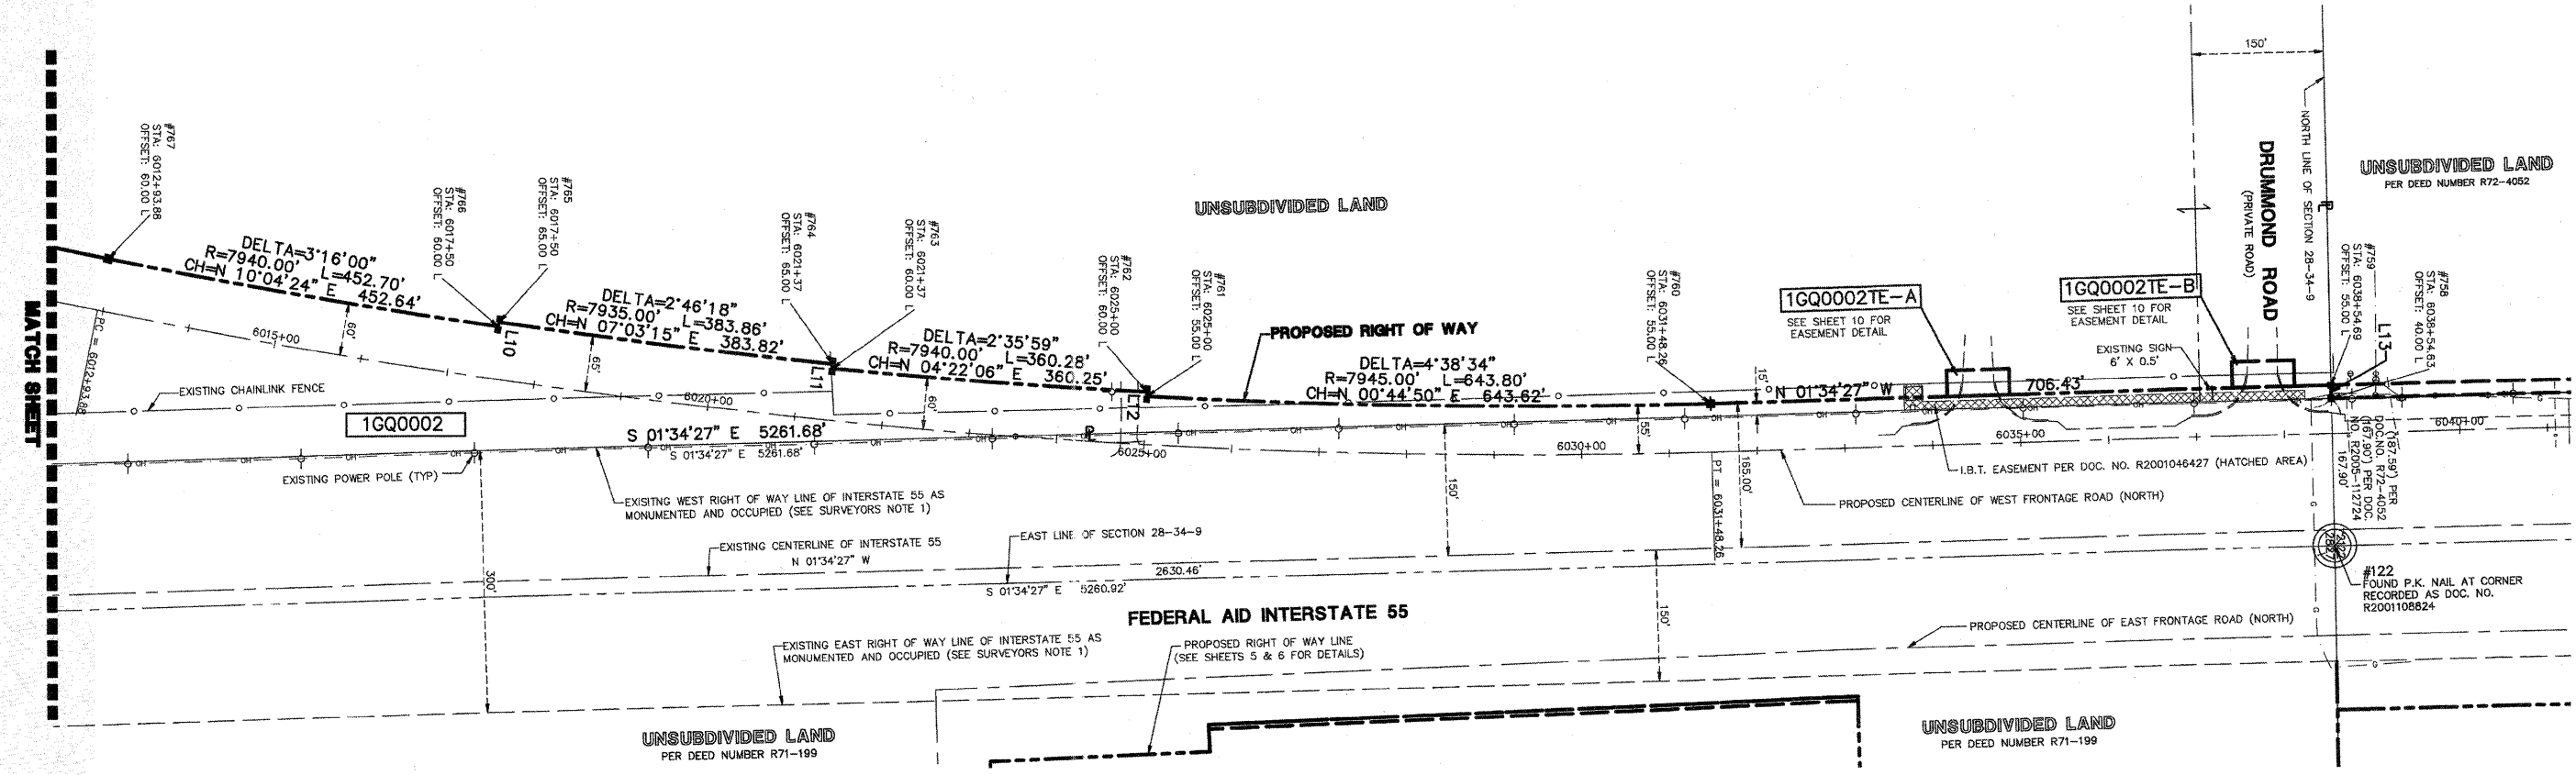 MATCH SHEET
#767
STA: 6012+93.88
OFFSET: 60.00 L
DELTA=3°16'00"
R=7940.00' L=452.70'
CH=N 10°04'24" E 452.64'
#766
STA: 6017+50
OFFSET: 60.00 L
#765
STA: 6017+50
OFFSET: 65.00 L
L10
DELTA=2°46'18"
R=7935.00' L=383.86'
CH=N 07°03'15" E 383.82'
#764
STA: 6021+37
OFFSET: 65.00 L
#763
STA: 6021+37
OFFSET: 60.00 L
L11
DELTA=2°35'59"
R=7940.00' L=360.28'
CH=N 04°22'06" E 360.25'
#762
STA: 6025+00
OFFSET: 60.00 L
#761
STA: 6025+00
OFFSET: 55.00 L
L12
UNSUBDIVIDED LAND
PROPOSED RIGHT OF WAY
DELTA=4°38'34"
R=7945.00' L=643.80'
CH=N 00°44'50" E 643.62'
#760
STA: 6031+48.26
OFFSET: 55.00 L
15'
N 01°34'27" W 706.43'
1GQ0002TE-A
SEE SHEET 10 FOR
EASEMENT DETAIL
1GQ0002TE-B
SEE SHEET 10 FOR
EASEMENT DETAIL
EXISTING SIGN
6' X 0.5'
150'
DRUMMOND ROAD
(PRIVATE ROAD)
NORTH LINE OF SECTION 28-34-9
UNSUBDIVIDED LAND
PER DEED NUMBER R72-4052
#759
STA: 6038+54.69
OFFSET: 55.00 L
L13
#758
STA: 6038+54.63
OFFSET: 40.00 L
PC = 6012+93.88
6015+00
60'
65'
6020+00
60'
6025+00
6030+00
55'
6035+00
6040+00
EXISTING CHAINLINK FENCE
1GQ0002
S 01°34'27" E 5261.68'
S 01°34'27" E 5261.68'
EXISTING POWER POLE (TYP)
EXISITNG WEST RIGHT OF WAY LINE OF INTERSTATE 55 AS
MONUMENTED AND OCCUPIED (SEE SURVEYORS NOTE 1)
PT = 6031+48.26
165.00'
150'
I.B.T. EASEMENT PER DOC. NO. R2001046427 (HATCHED AREA)
PROPOSED CENTERLINE OF WEST FRONTAGE ROAD (NORTH)
(187.59') PER
DOC.NO. R72-4052
(167.90') PER DOC.
NO. R2005-112724
167.90'
EXISTING CENTERLINE OF INTERSTATE 55
N 01°34'27" W
EAST LINE OF SECTION 28-34-9
2630.46'
S 01°34'27" E 5260.92'
300'
FEDERAL AID INTERSTATE 55
150'
#122
FOUND P.K. NAIL AT CORNER
RECORDED AS DOC. NO.
R2001108824
EXISTING EAST RIGHT OF WAY LINE OF INTERSTATE 55 AS
MONUMENTED AND OCCUPIED (SEE SURVEYORS NOTE 1)
PROPOSED RIGHT OF WAY LINE
(SEE SHEETS 5 & 6 FOR DETAILS)
PROPOSED CENTERLINE OF EAST FRONTAGE ROAD (NORTH)
UNSUBDIVIDED LAND
PER DEED NUMBER R71-199
UNSUBDIVIDED LAND
PER DEED NUMBER R71-199